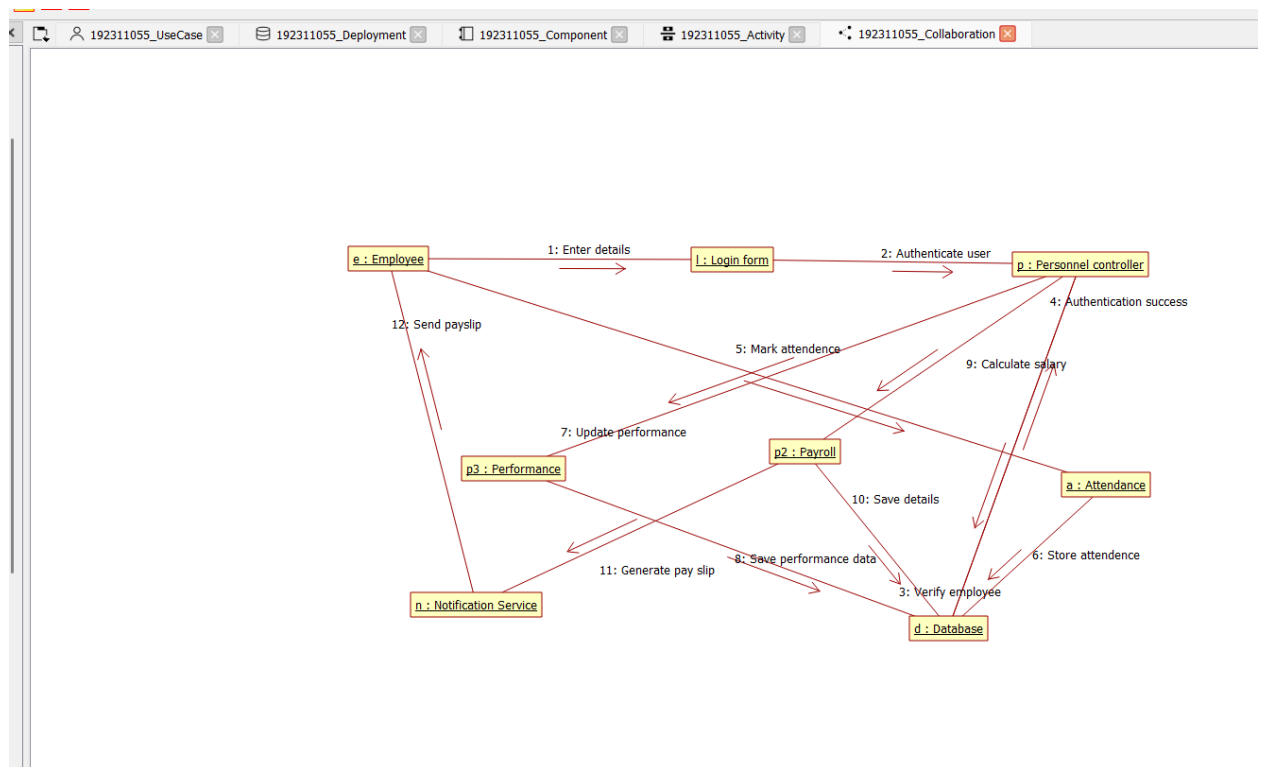 192311055_UseCase
192311055_Deployment
192311055_Component
192311055_Activity
192311055_Collaboration
1: Enter details
2: Authenticate user
e : Employee
l : Login form
p : Personnel controller
4: Authentication success
12: Send payslip
5: Mark attendence
9: Calculate salary
7: Update performance
p2 : Payroll
p3 : Performance
a : Attendance
10: Save details
6: Store attendence
8: Save performance data
11: Generate pay slip
3: Verify employee
n : Notification Service
d : Database